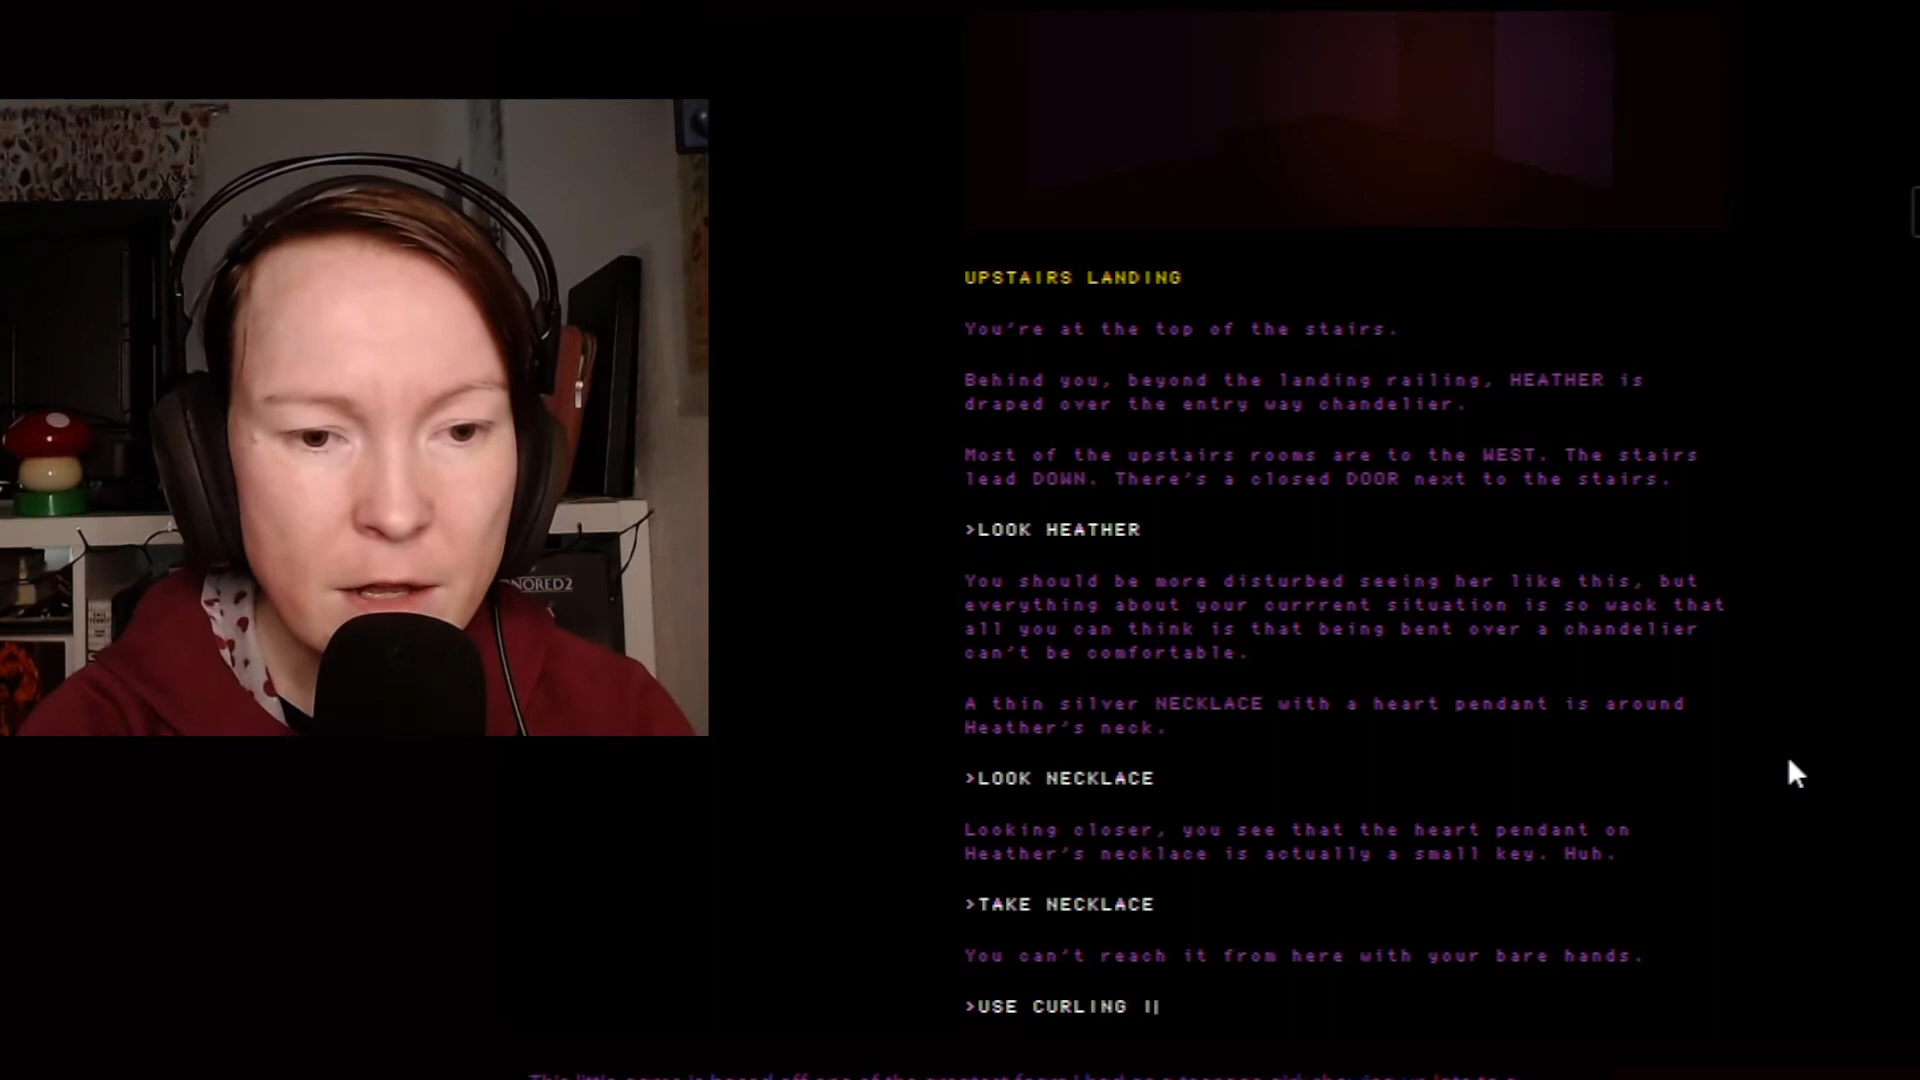 UPSTAIRS LANDING
You're at the top of the stairs.
Behind you, beyond the landing railing, HEATHER is
draped over the entry way chandelier.
Most of the upstairs rooms are to the WEST. The stairs
lead DOWN. There's a closed DOOR next to the stairs.
>LOOK HEATHER
You should be more disturbed seeing her like this, but
everything about your currrent situation is so wack that
all you can think is that being bent over a chandelier
can't be comfortable.
A thin silver NECKLACE with a heart pendant is around
Heather's neck.
>LOOK NECKLACE
Looking closer, you see that the heart pendant on
Heather's necklace is actually a small key. Huh.
>TAKE NECKLACE
You can't reach it from here with your bare hands.
>USE CURLING I
NORED2